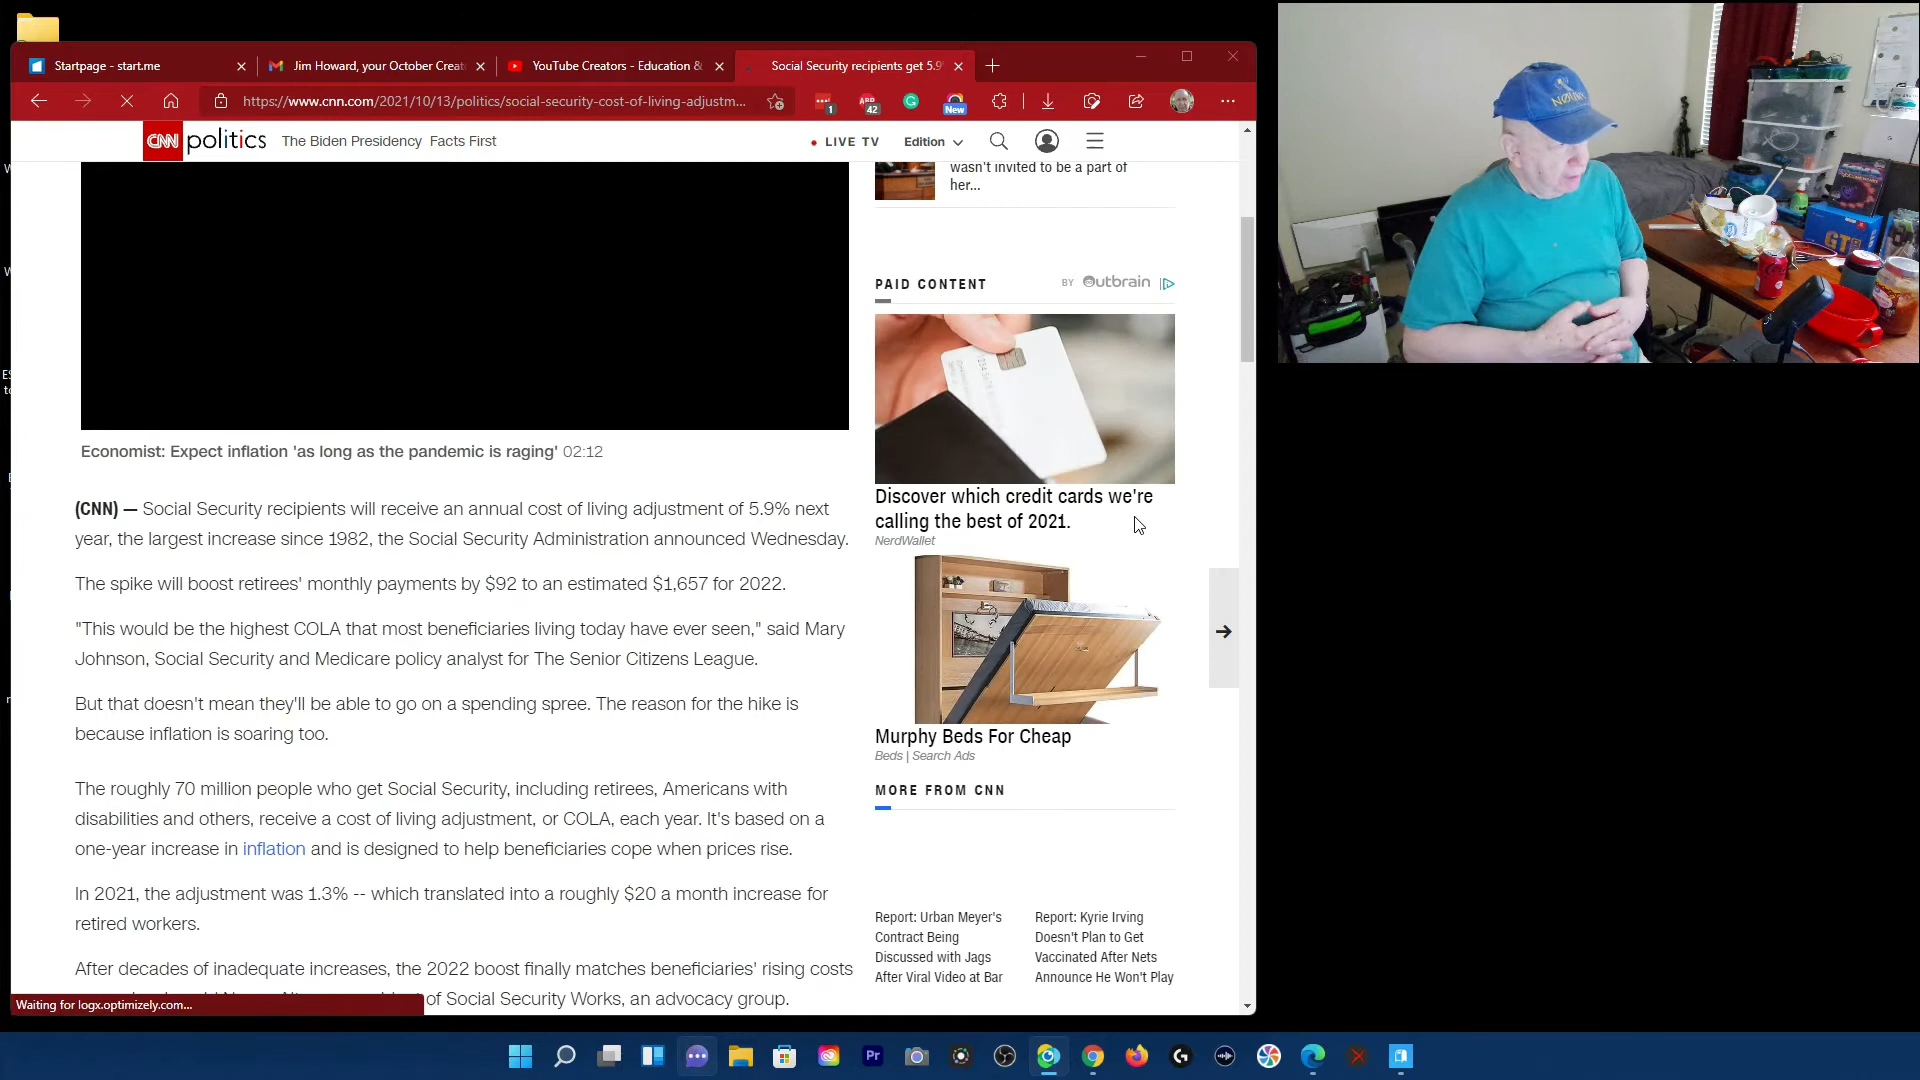 Startpage - start.me
Jim Howard, your October Creat
YouTube Creators - Education &
Social Security recipients get 5.9
https://www.cnn.com/2021/10/13/politics/social-security-cost-of-living-adjustm...
1
ABP
42
New
CNN politics
The Biden Presidency Facts First
LIVE TV
Edition
wasn't invited to be a part of
her...
PAID CONTENT
BY Outbrain
Economist: Expect inflation 'as long as the pandemic is raging' 02:12
(CNN) — Social Security recipients will receive an annual cost of living adjustment of 5.9% next
year, the largest increase since 1982, the Social Security Administration announced Wednesday.
The spike will boost retirees' monthly payments by $92 to an estimated $1,657 for 2022.
"This would be the highest COLA that most beneficiaries living today have ever seen," said Mary
Johnson, Social Security and Medicare policy analyst for The Senior Citizens League.
But that doesn't mean they'll be able to go on a spending spree. The reason for the hike is
because inflation is soaring too.
The roughly 70 million people who get Social Security, including retirees, Americans with
disabilities and others, receive a cost of living adjustment, or COLA, each year. It's based on a
one-year increase in inflation and is designed to help beneficiaries cope when prices rise.
In 2021, the adjustment was 1.3% -- which translated into a roughly $20 a month increase for
retired workers.
After decades of inadequate increases, the 2022 boost finally matches beneficiaries' rising costs
of Social Security Works, an advocacy group.
Discover which credit cards we're
calling the best of 2021.
NerdWallet
Murphy Beds For Cheap
Beds | Search Ads
MORE FROM CNN
Report: Urban Meyer's
Contract Being
Discussed with Jags
After Viral Video at Bar
Report: Kyrie Irving
Doesn't Plan to Get
Vaccinated After Nets
Announce He Won't Play
Waiting for logx.optimizely.com...
Pr
GT